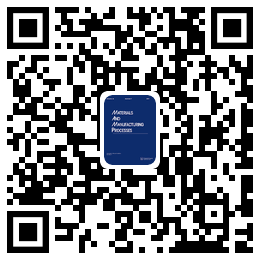 MATERIALS
AND
MANUFACTURING
PROCESSES